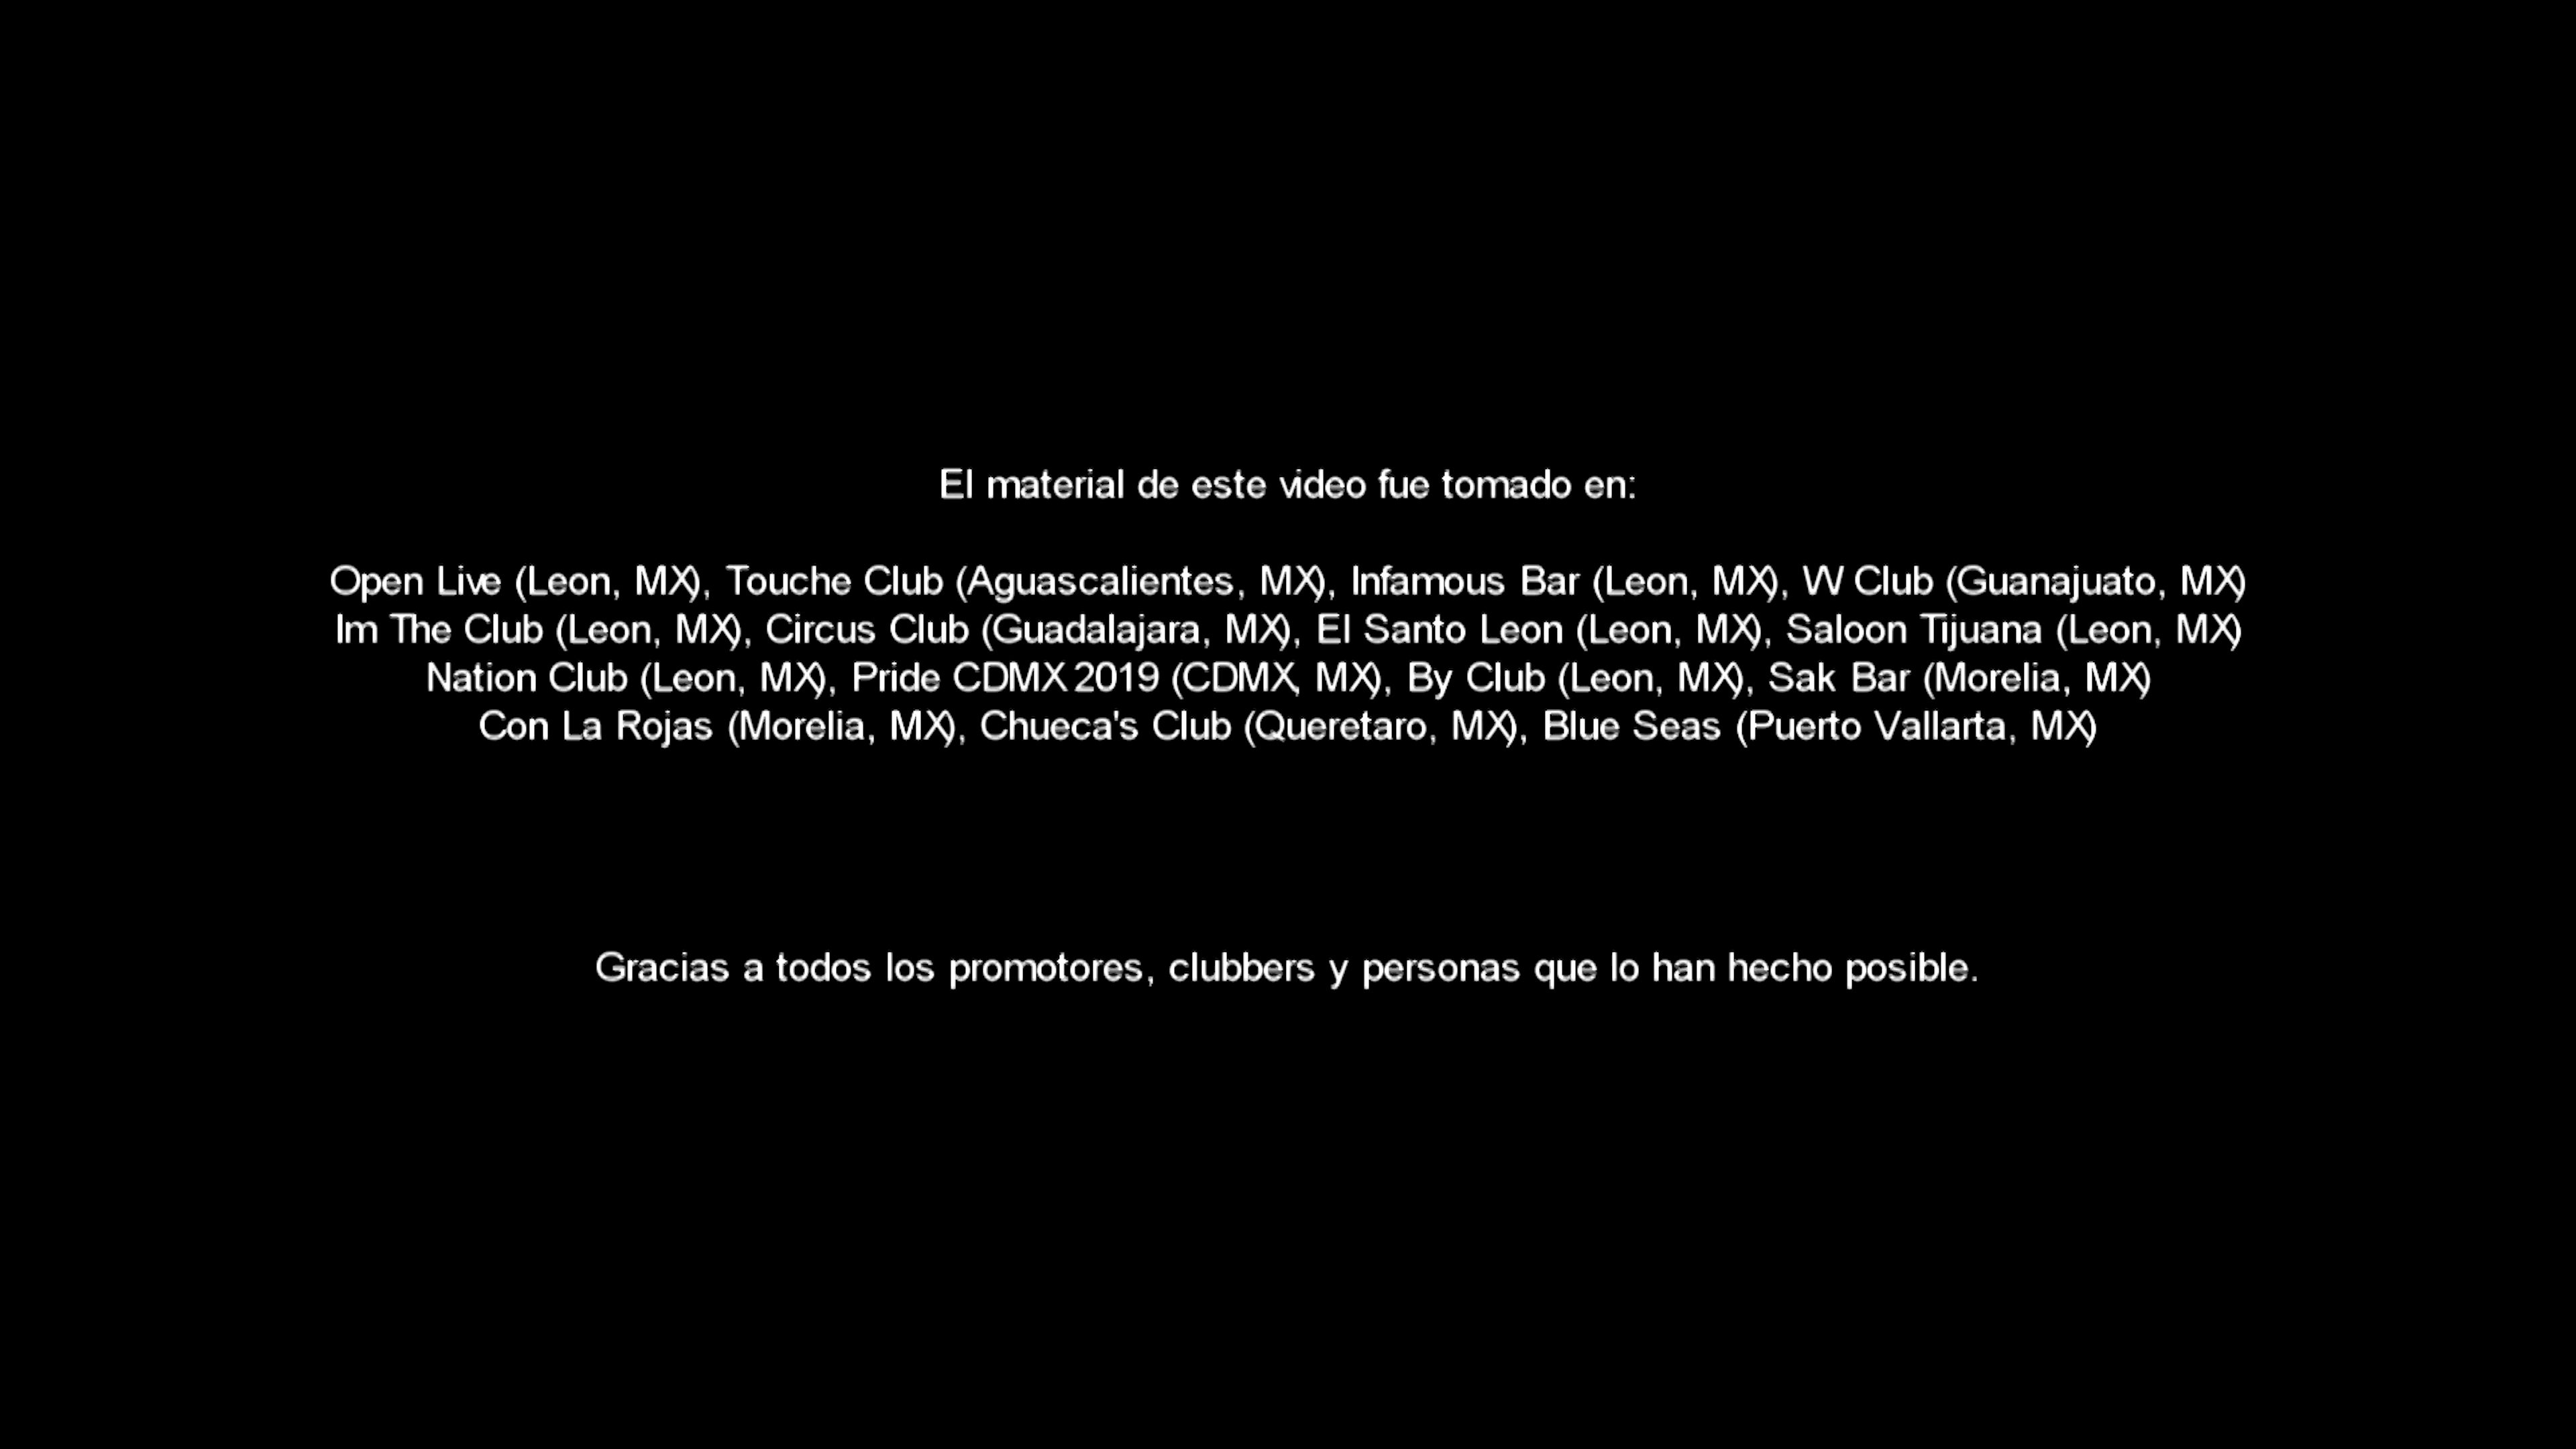 El material de este video fue tomado en:
Open Live (Leon, MX), Touche Club (Aguascalientes, MX), Infamous Bar (Leon, MX), W Club (Guanajuato, MX)
Im The Club (Leon, MX), Circus Club (Guadalajara, MX), El Santo Leon (Leon, MX), Saloon Tijuana (Leon, MX)
Nation Club (Leon, MX), Pride CDMX 2019 (CDMX, MX), By Club (Leon, MX), Sak Bar (Morelia, MX)
Con La Rojas (Morelia, MX), Chueca's Club (Queretaro, MX), Blue Seas (Puerto Vallarta, MX)
Gracias a todos los promotores, clubbers y personas que lo han hecho posible.